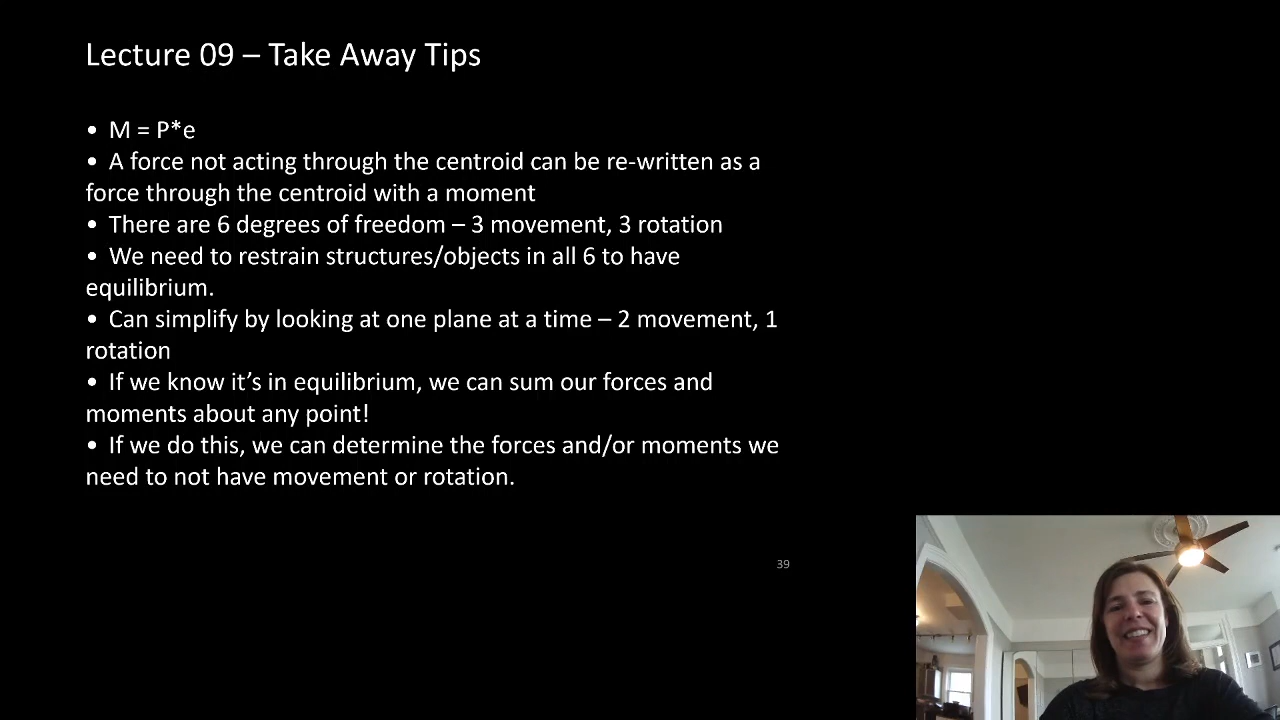 Lecture 09 – Take Away Tips
• M = P*e
• A force not acting through the centroid can be re-written as a
force through the centroid with a moment
• There are 6 degrees of freedom – 3 movement, 3 rotation
• We need to restrain structures/objects in all 6 to have
equilibrium.
• Can simplify by looking at one plane at a time – 2 movement, 1
rotation
• If we know it’s in equilibrium, we can sum our forces and
moments about any point!
• If we do this, we can determine the forces and/or moments we
need to not have movement or rotation.
39